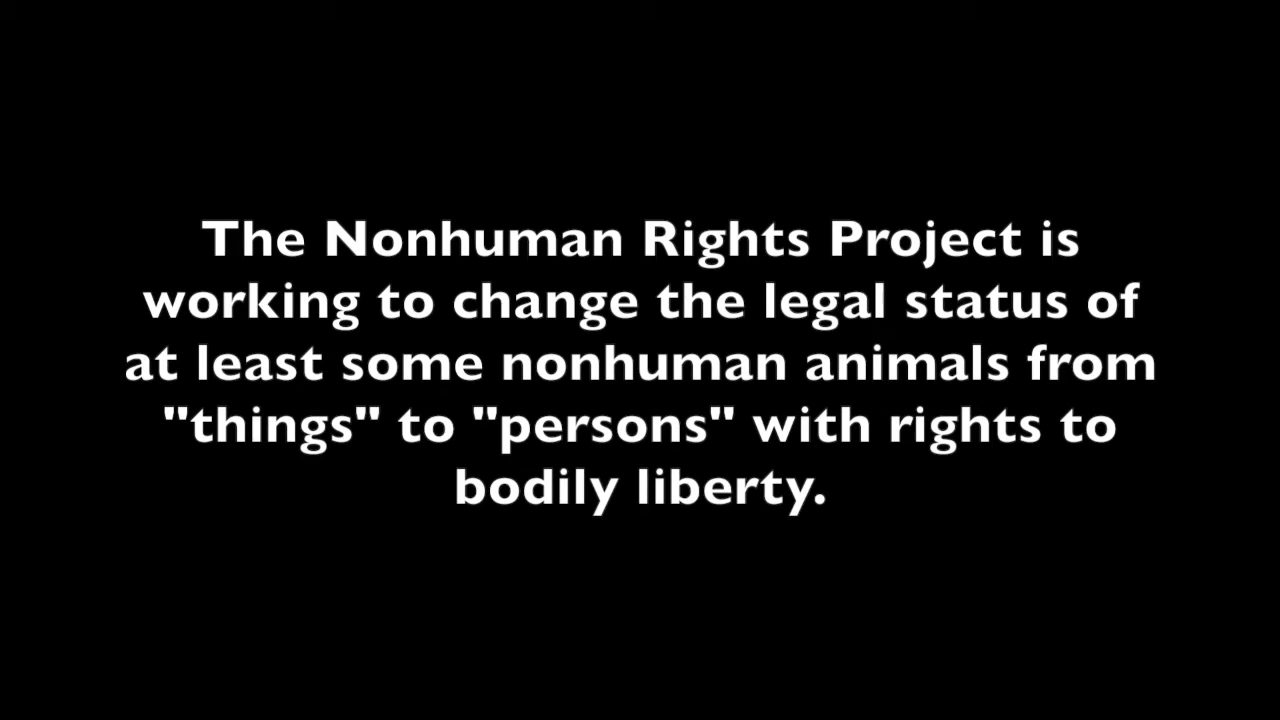 The Nonhuman Rights Project is
working to change the legal status of
at least some nonhuman animals from
"things" to "persons" with rights to
bodily liberty.